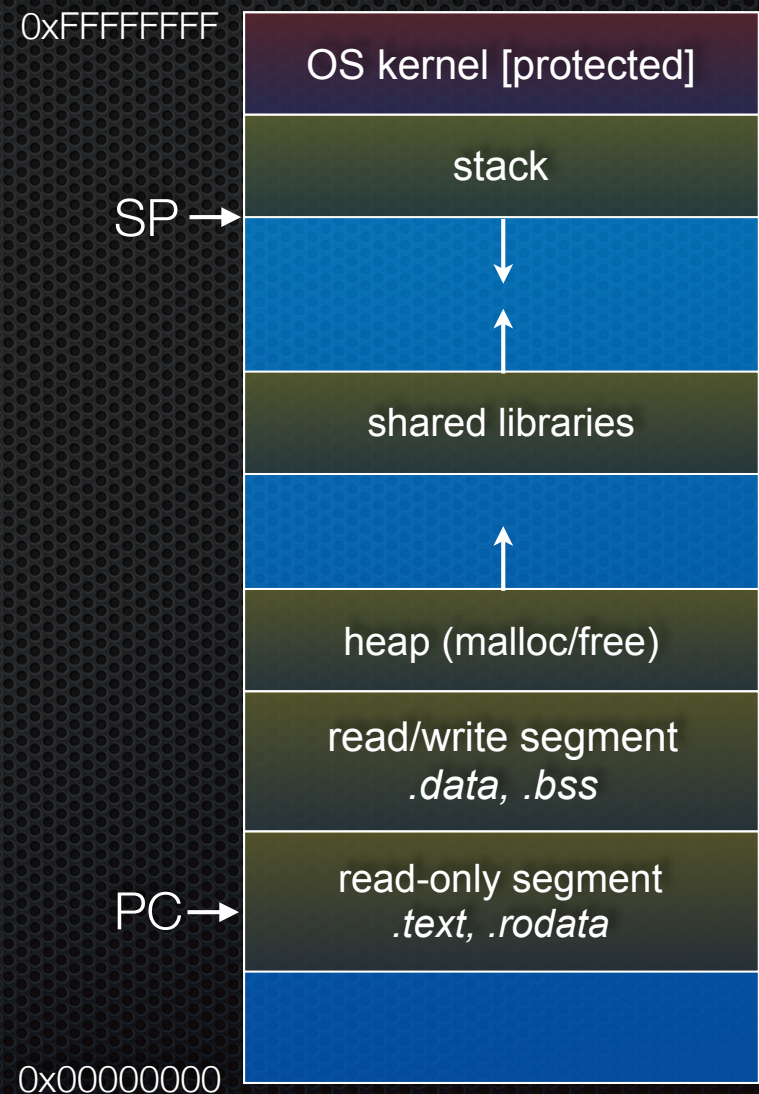 0xFFFFFFFF
OS kernel [protected]
stack
SP
shared libraries
heap (malloc/free)
read/write segment
.data, .bss
read-only segment
.text, .rodata
PC
0x00000000